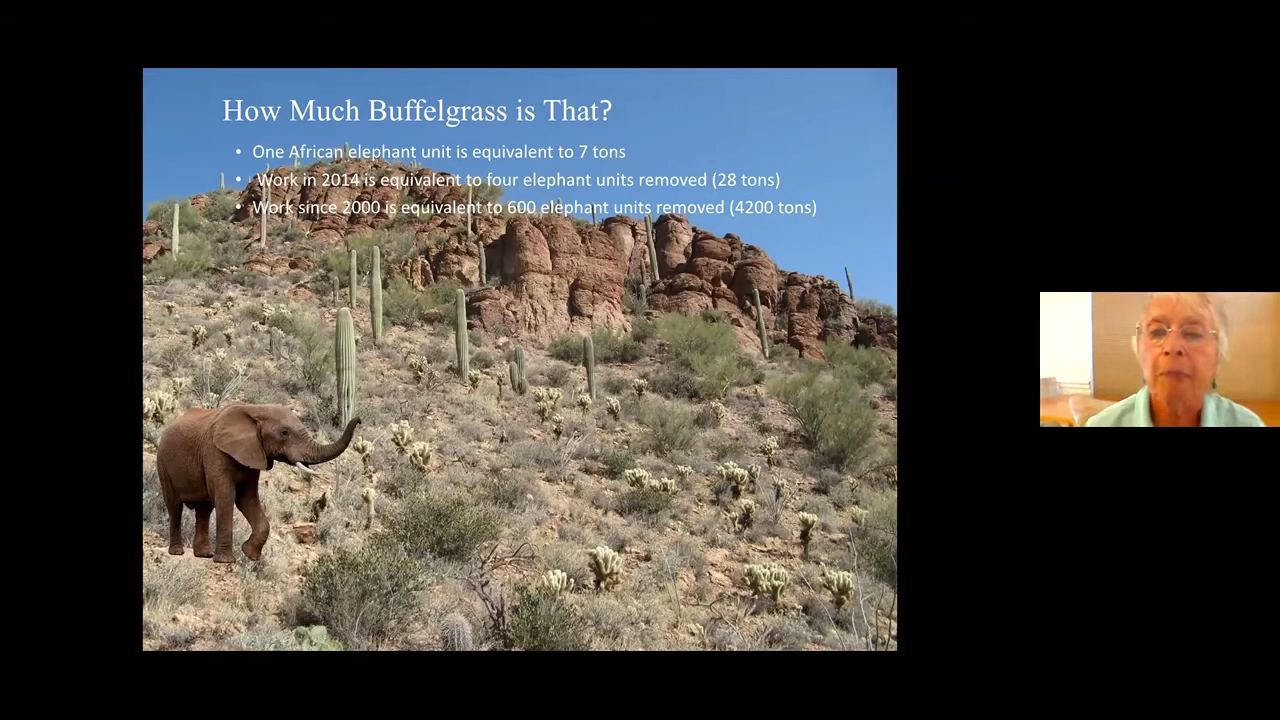 How Much Buffelgrass is That?
• One African elephant unit is equivalent to 7 tons
• Work in 2014 is equivalent to four elephant units removed (28 tons)
• Work since 2000 is equivalent to 600 elephant units removed (4200 tons)